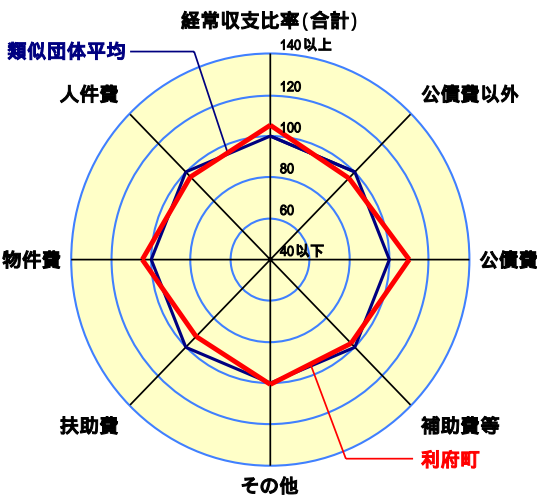 経常収支比率(合計)
類似団体平均
140以上
人件費
120
公債費以外
100
80
60
物件費
40以下
公債費
扶助費
補助費等
利府町
その他